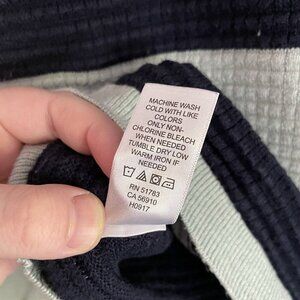 MACHINE WASH
COLD WITH LIKE
COLORS
ONLY NON-
CHLORINE BLEACH
WHEN NEEDED
TUMBLE DRY LOW
WARM IRON IF
NEEDED
RN 51783
CA 56910
H0917